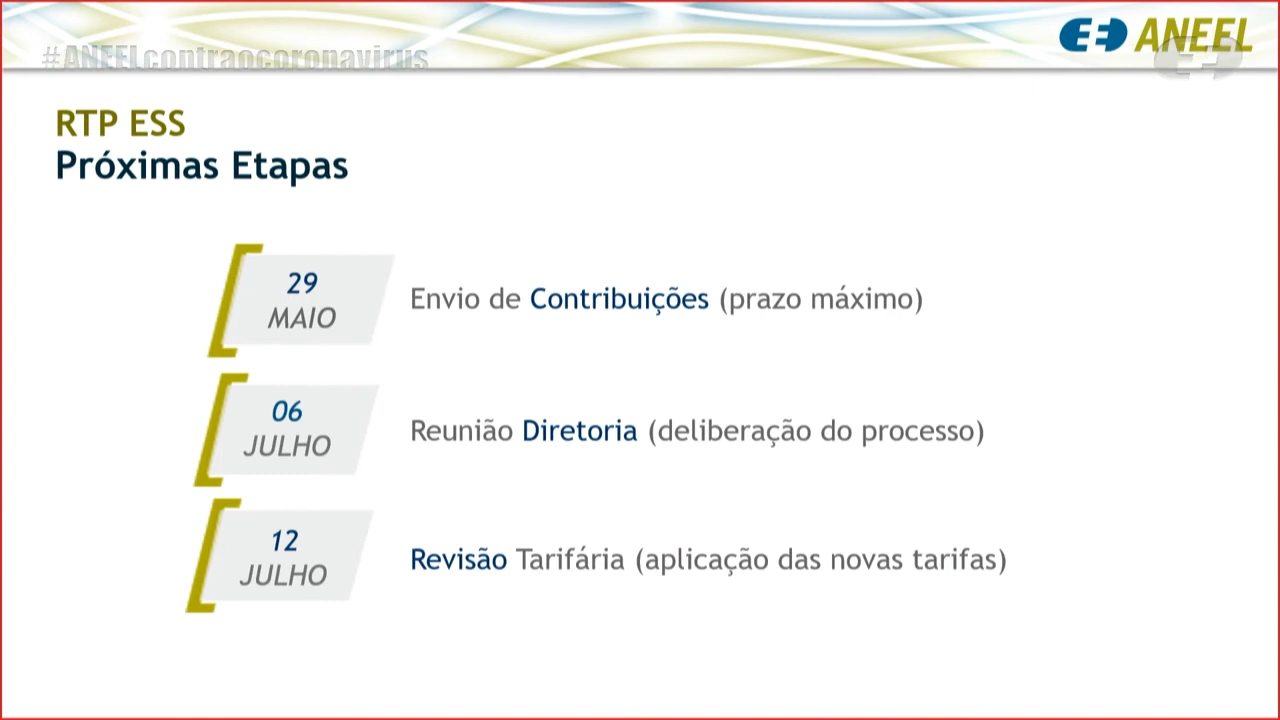 #ANEELcontraocoronavirus
ANEEL
RTP ESS
Próximas Etapas
29
MAIO
Envio de Contribuições (prazo máximo)
06
JULHO
Reunião Diretoria (deliberação do processo)
12
JULHO
Revisão Tarifária (aplicação das novas tarifas)